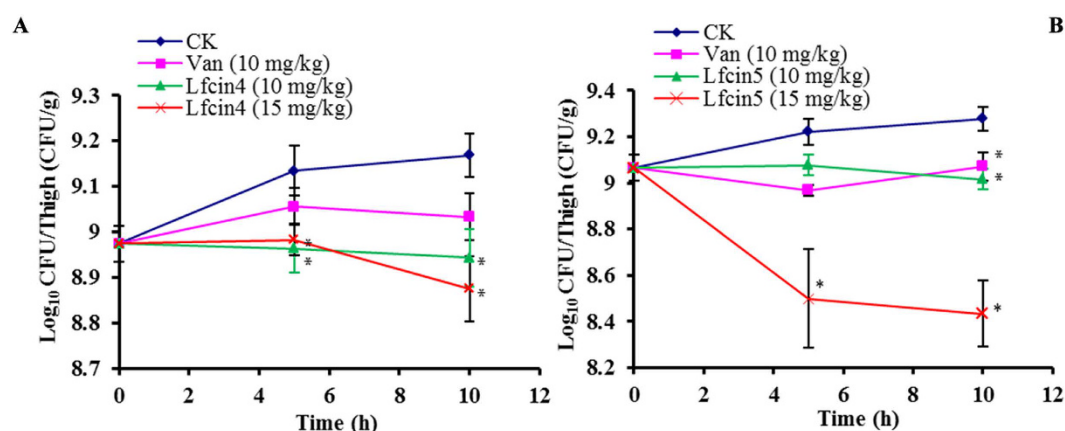 A
CK
Van (10 mg/kg)
Lfcin4 (10 mg/kg)
Lfcin4 (15 mg/kg)
Log₁₀ CFU/Thigh (CFU/g)
9.3
9.2
9.1
9
8.9
8.8
8.7
* * * *
0 2 4 6 8 10 12
Time (h)
B
CK
Van (10 mg/kg)
Lfcin5 (10 mg/kg)
Lfcin5 (15 mg/kg)
Log₁₀ CFU/Thigh (CFU/g)
9.4
9.2
9
8.8
8.6
8.4
8.2
* * * *
0 2 4 6 8 10 12
Time (h)